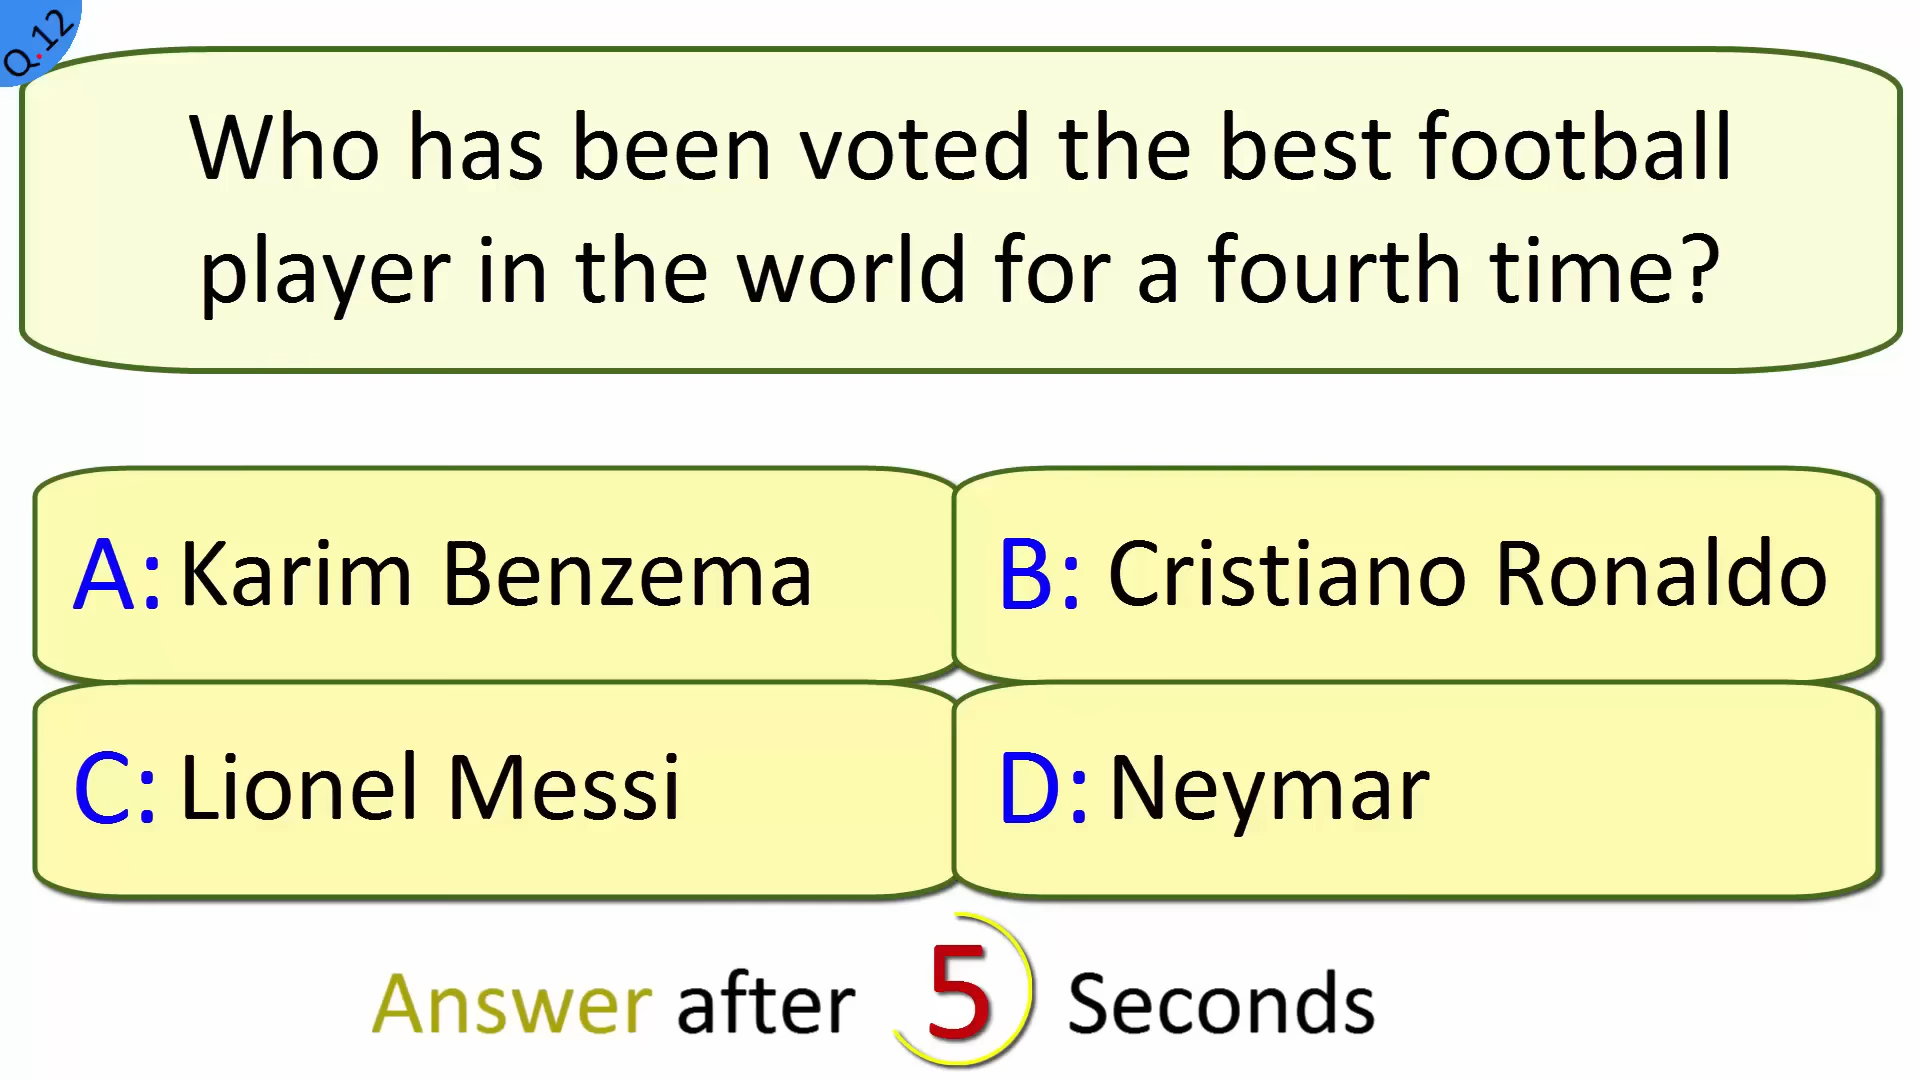 Q.12
Who has been voted the best football
player in the world for a fourth time?
A: Karim Benzema
B: Cristiano Ronaldo
C: Lionel Messi
D: Neymar
Answer after 5 Seconds